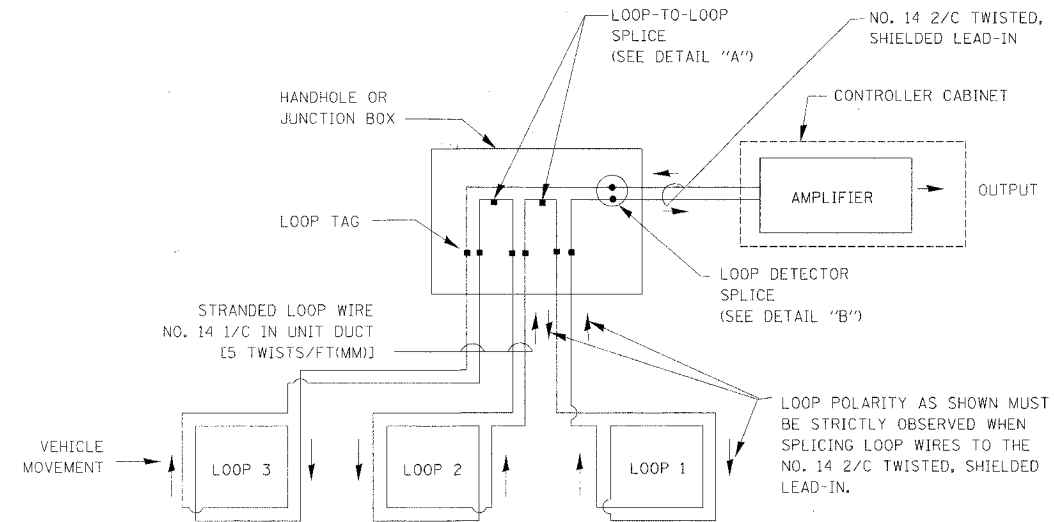 LOOP-TO-LOOP
SPLICE
(SEE DETAIL "A")
NO. 14 2/C TWISTED,
SHIELDED LEAD-IN
HANDHOLE OR
JUNCTION BOX
CONTROLLER CABINET
AMPLIFIER
OUTPUT
LOOP TAG
LOOP DETECTOR
SPLICE
(SEE DETAIL "B")
STRANDED LOOP WIRE
NO. 14 1/C IN UNIT DUCT
[5 TWISTS/FT(MM)]
LOOP POLARITY AS SHOWN MUST
BE STRICTLY OBSERVED WHEN
SPLICING LOOP WIRES TO THE
NO. 14 2/C TWISTED, SHIELDED
LEAD-IN.
VEHICLE
MOVEMENT
LOOP 3
LOOP 2
LOOP 1